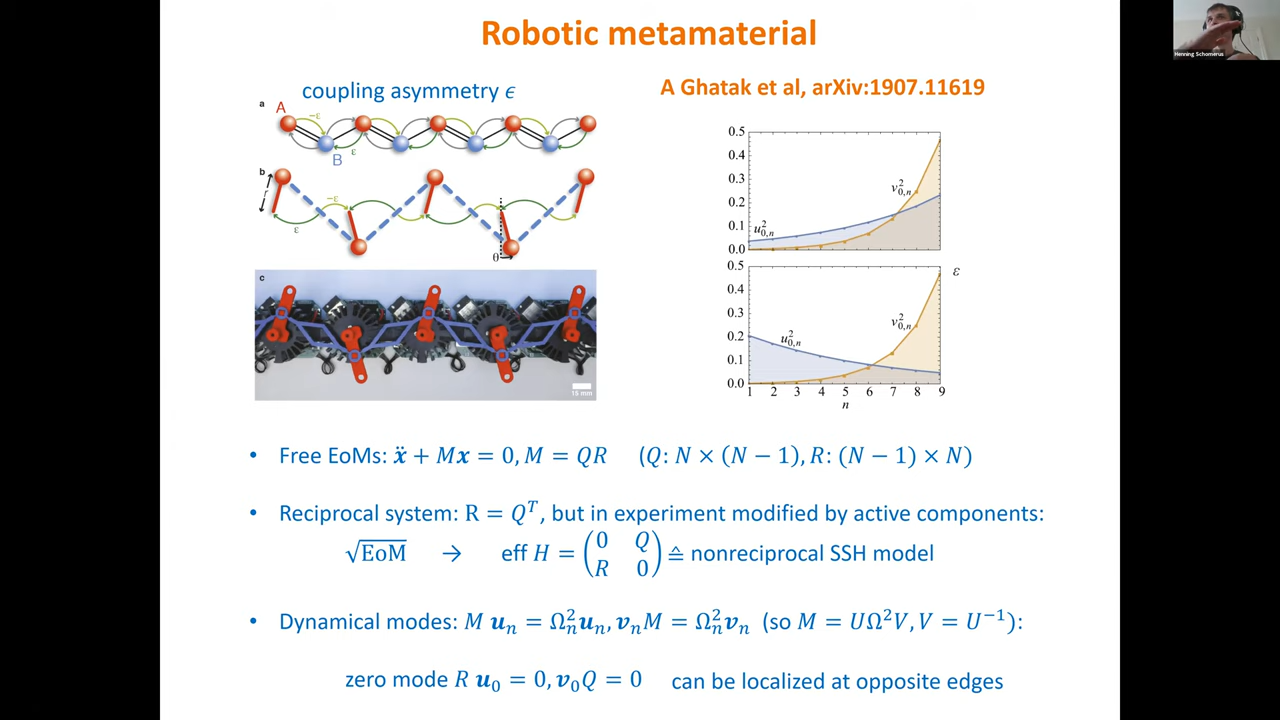 Robotic metamaterial
Henning Schomerus
coupling asymmetry ϵ
A Ghatak et al, arXiv:1907.11619
a
A
−ε
B
ε
b
r
−ε
ε
θ
c
15 mm
0.5
0.4
0.3
0.2
0.1
0.0
v²₀,ₙ
u²₀,ₙ
0.5
0.4
0.3
0.2
0.1
0.0
ε
v²₀,ₙ
u²₀,ₙ
1 2 3 4 5 6 7 8 9
n
• Free EoMs: ẍ + Mx = 0, M = QR (Q: N × (N − 1), R: (N − 1) × N)
• Reciprocal system: R = Qᵀ, but in experiment modified by active components:
√EoM → eff H = (0 Q
R 0) ≙ nonreciprocal SSH model
• Dynamical modes: M uₙ = Ωₙ²uₙ, vₙM = Ωₙ²vₙ (so M = UΩ²V, V = U⁻¹):
zero mode R u₀ = 0, v₀Q = 0 can be localized at opposite edges